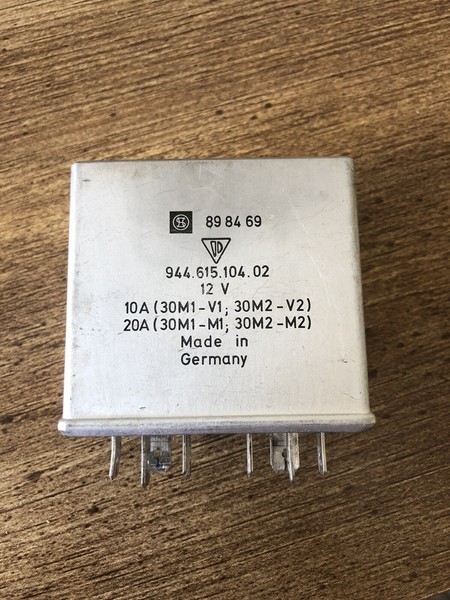 89 84 69
944.615.104.02
12 V
10A (30M1-V1; 30M2-V2)
20A (30M1-M1; 30M2-M2)
Made in
Germany